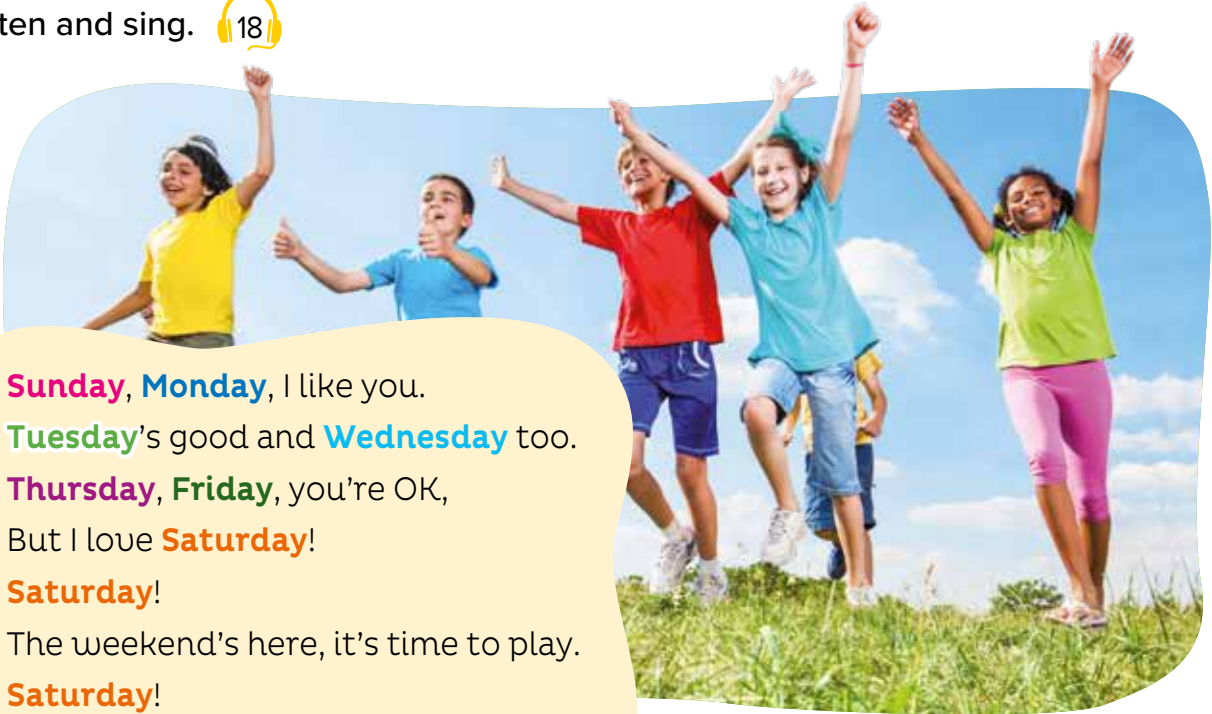 ten and sing. 18
Sunday, Monday, I like you.
Tuesday's good and Wednesday too.
Thursday, Friday, you're OK,
But I love Saturday!
Saturday!
The weekend's here, it's time to play.
Saturday!